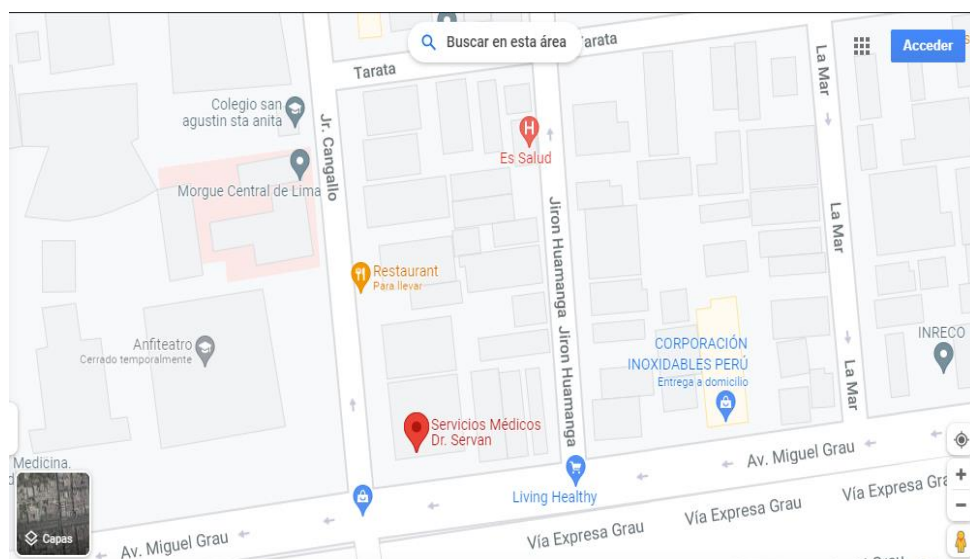 Buscar en esta área
Tarata
Acceder
Tarata
La Mar
Colegio san
agustin sta anita
Jr. Cangallo
Es Salud
Morgue Central de Lima
Jiron Huamanga
La Mar
Restaurant
Para llevar
Anfiteatro
Cerrado temporalmente
Jiron Huamanga
CORPORACIÓN
INOXIDABLES PERÚ
Entrega a domicilio
INRECO
La Mar
Servicios Médicos
Dr. Servan
Av. Miguel Grau
Medicina.
Living Healthy
Vía Expresa Grau
Vía Expresa Grau
Vía Expresa Gra
Capas
Av. Miguel Grau